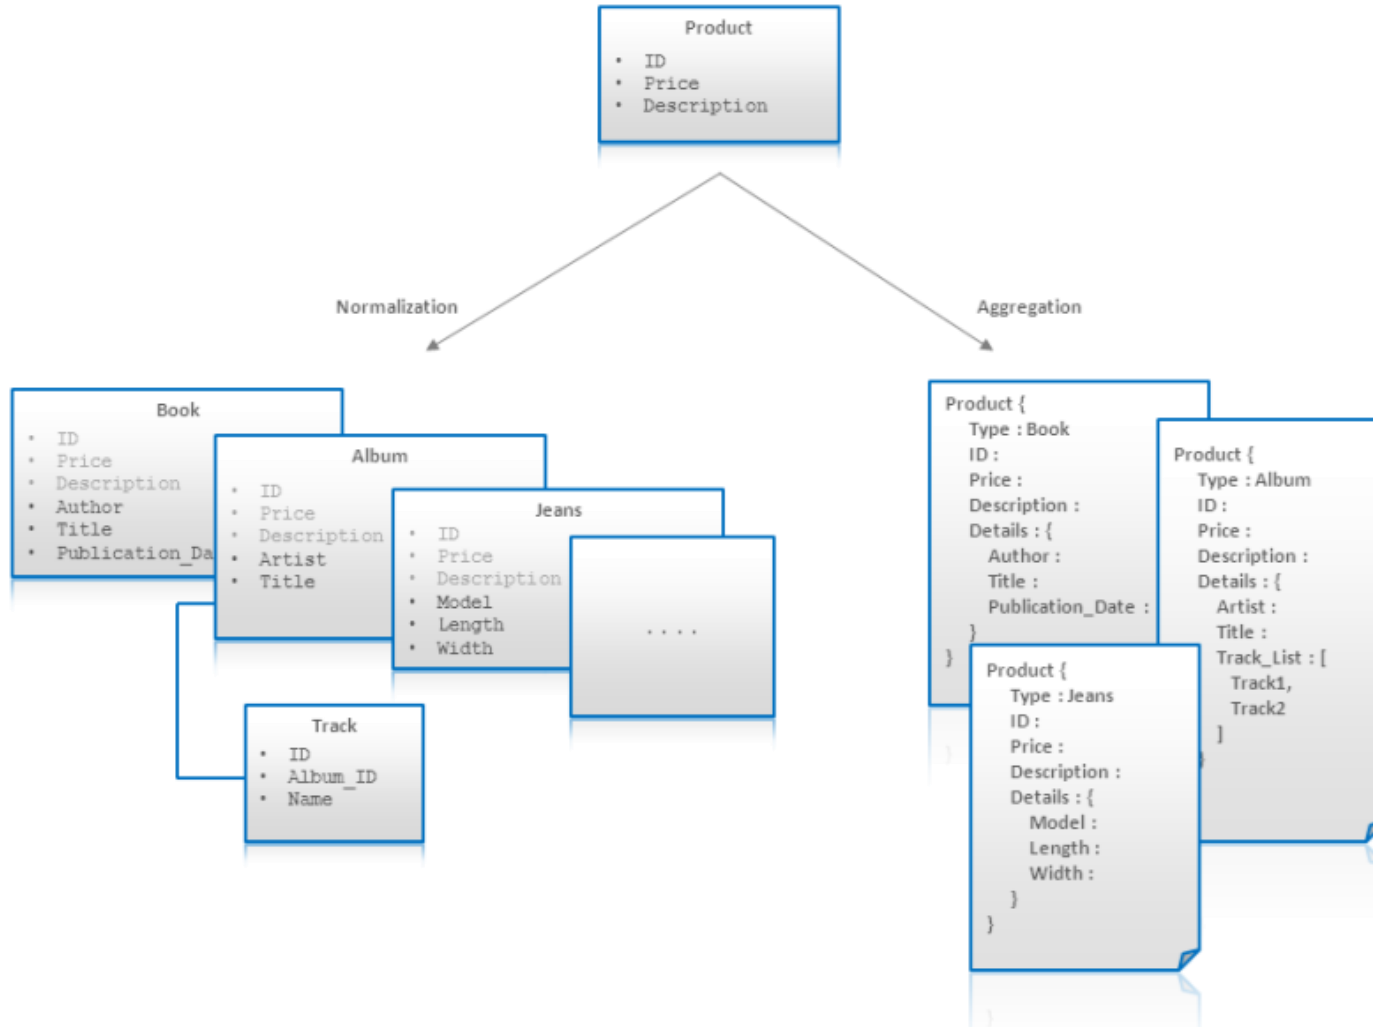 Product
• ID
• Price
• Description
Normalization
Aggregation
Book
• ID
• Price
• Description
• Author
• Title
• Publication_Da
Album
• ID
• Price
• Description
• Artist
• Title
Jeans
• ID
• Price
• Description
• Model
• Length
• Width
. . . .
Track
• ID
• Album_ID
• Name
Product {
Type : Book
ID :
Price :
Description :
Details : {
Author :
Title :
Publication_Date :
}
}
Product {
Type : Album
ID :
Price :
Description :
Details : {
Artist :
Title :
Track_List : [
Track1,
Track2
]
}
Product {
Type : Jeans
ID :
Price :
Description :
Details : {
Model :
Length :
Width :
}
}